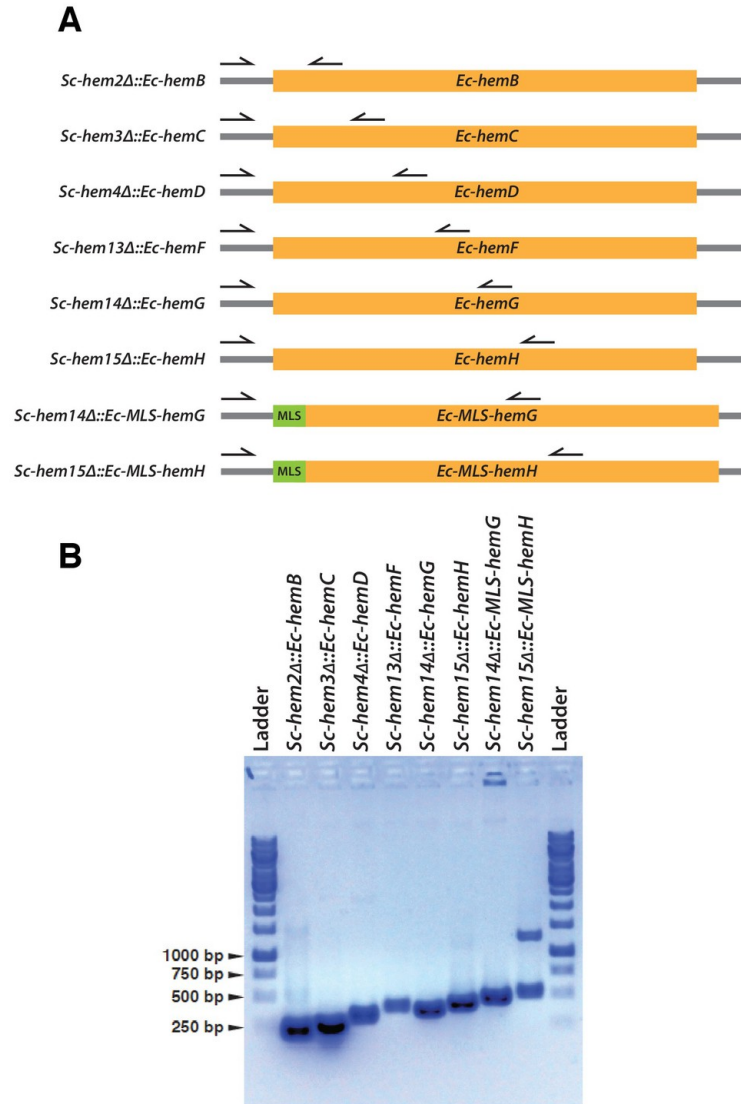 A
Sc-hem2Δ::Ec-hemB
Ec-hemB
Sc-hem3Δ::Ec-hemC
Ec-hemC
Sc-hem4Δ::Ec-hemD
Ec-hemD
Sc-hem13Δ::Ec-hemF
Ec-hemF
Sc-hem14Δ::Ec-hemG
Ec-hemG
Sc-hem15Δ::Ec-hemH
Ec-hemH
Sc-hem14Δ::Ec-MLS-hemG
MLS
Ec-MLS-hemG
Sc-hem15Δ::Ec-MLS-hemH
MLS
Ec-MLS-hemH
B
Ladder
Sc-hem2Δ::Ec-hemB
Sc-hem3Δ::Ec-hemC
Sc-hem4Δ::Ec-hemD
Sc-hem13Δ::Ec-hemF
Sc-hem14Δ::Ec-hemG
Sc-hem15Δ::Ec-hemH
Sc-hem14Δ::Ec-MLS-hemG
Sc-hem15Δ::Ec-MLS-hemH
Ladder
1000 bp
750 bp
500 bp
250 bp